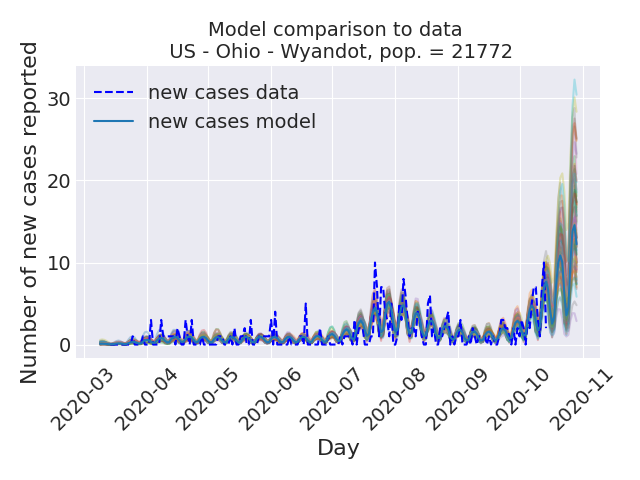 Model comparison to data
US - Ohio - Wyandot, pop. = 21772
new cases data
new cases model
Number of new cases reported
30
20
10
0
2020-03
2020-04
2020-05
2020-06
2020-07
2020-08
2020-09
2020-10
2020-11
Day